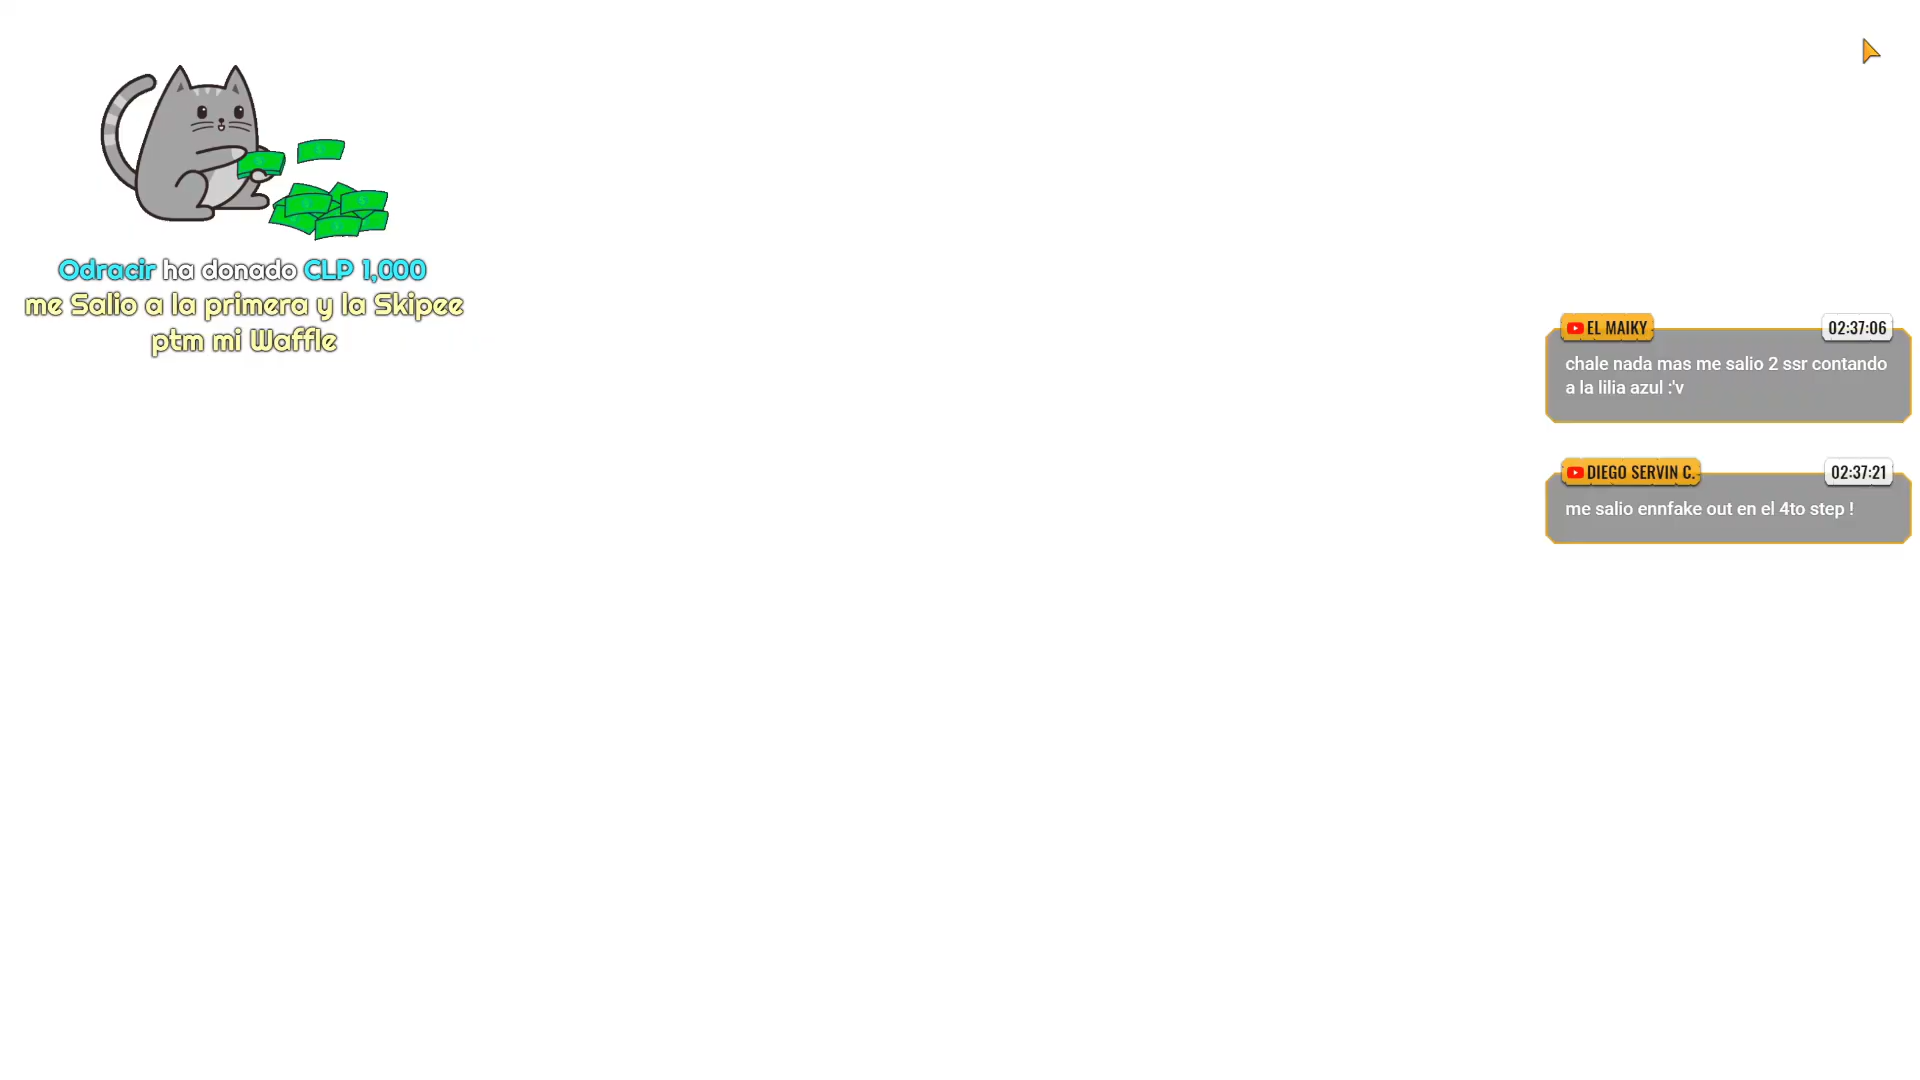 Odracir ha donado CLP 1,000
me Salio a la primera y la Skipee
ptm mi Waffle
EL MAIKY
02:37:06
chale nada mas me salio 2 ssr contando
a la lilia azul :'v
DIEGO SERVIN C.
02:37:21
me salio ennfake out en el 4to step !